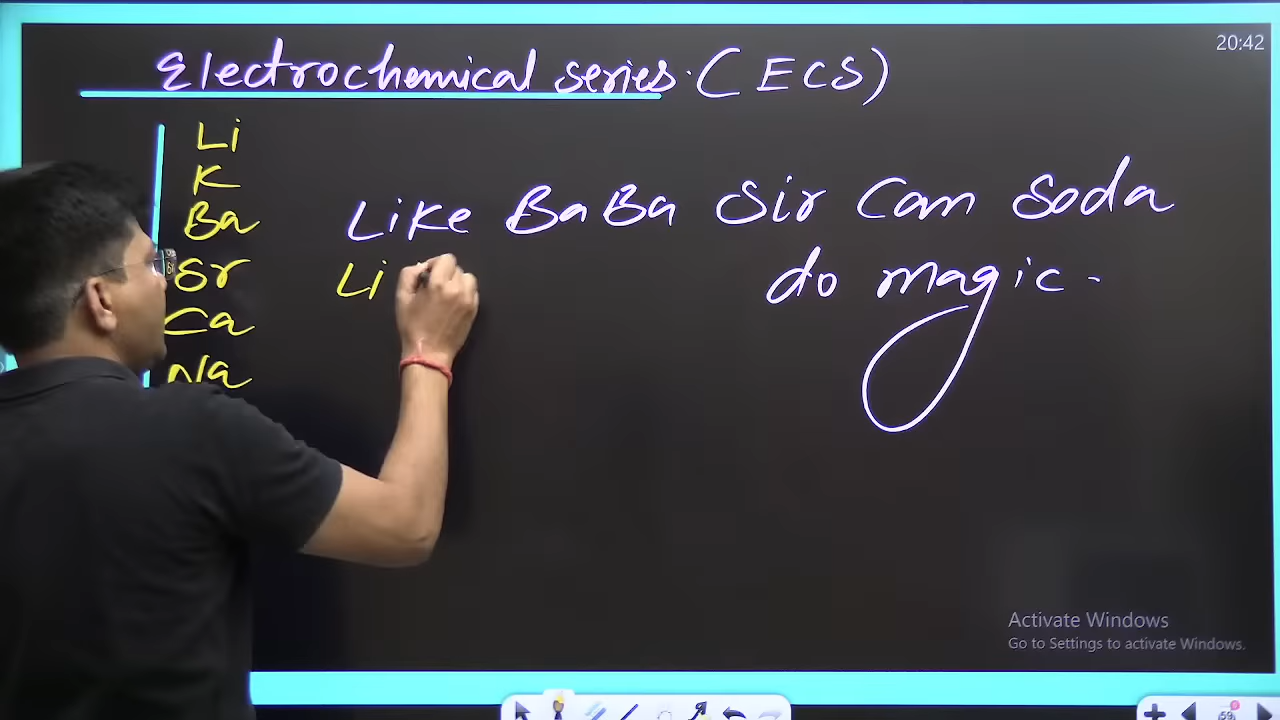 20:42
Electrochemical series. (ECS)
Li
K
Ba
Sr
Ca
Na
Like BaBa Sir Can Soda
do magic.
Li
Activate Windows
Go to Settings to activate Windows.
59